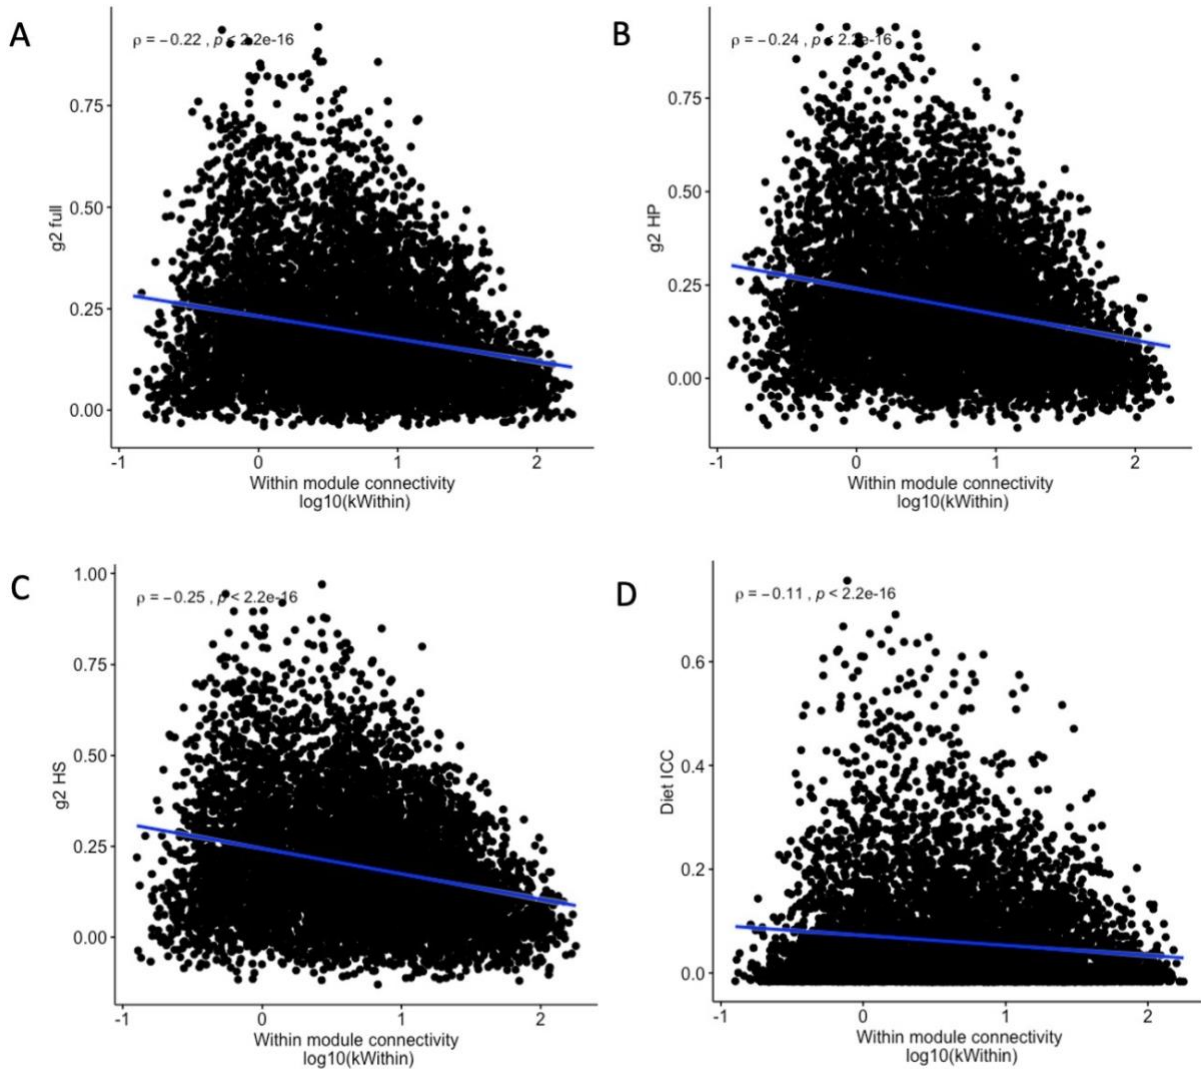 A
ρ = −0.22 , p < 2.2e-16
g2 full
0.75
0.50
0.25
0.00
-1 0 1 2
Within module connectivity
log10(kWithin)
B
ρ = −0.24 , p < 2.2e-16
g2 HP
0.75
0.50
0.25
0.00
-1 0 1 2
Within module connectivity
log10(kWithin)
C
ρ = −0.25 , p < 2.2e-16
g2 HS
1.00
0.75
0.50
0.25
0.00
-1 0 1 2
Within module connectivity
log10(kWithin)
D
ρ = −0.11 , p < 2.2e-16
Diet ICC
0.6
0.4
0.2
0.0
-1 0 1 2
Within module connectivity
log10(kWithin)